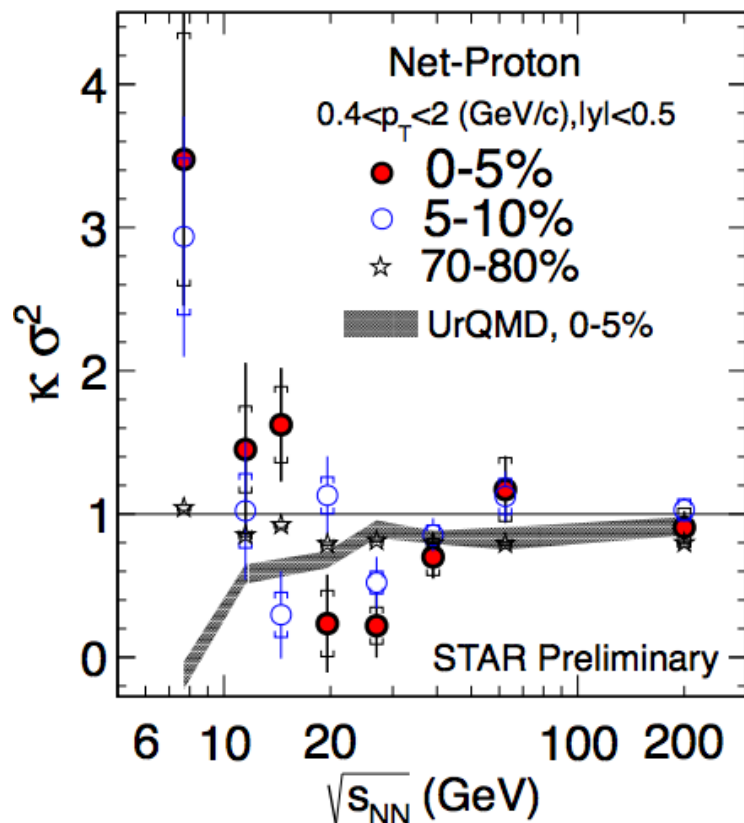 Net-Proton
0.4<p_T<2 (GeV/c),|y|<0.5
0-5%
5-10%
70-80%
UrQMD, 0-5%
κ σ²
4
3
2
1
0
STAR Preliminary
6 10 20 100 200
√s_NN (GeV)